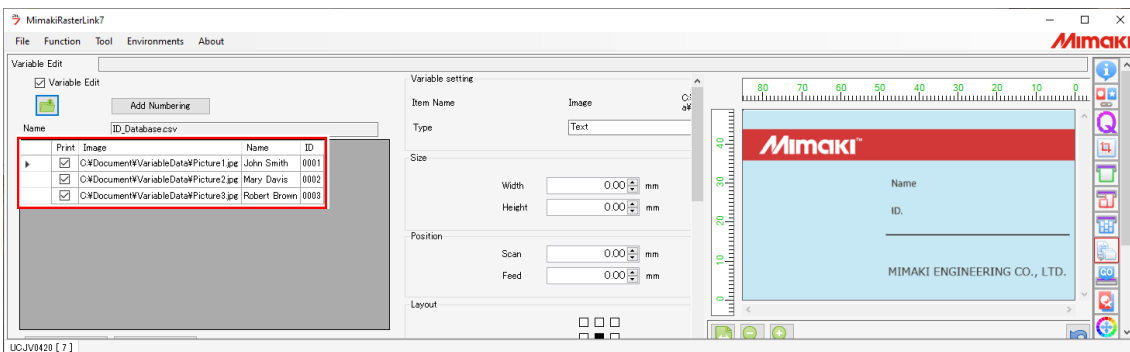 MimakiRasterLink7
File Function Tool Environments About
Mimaki
Variable Edit
Variable Edit
Add Numbering
Name ID_Database.csv
Print Image Name ID
C:¥Document¥VariableData¥Picture1.jpg John Smith 0001
C:¥Document¥VariableData¥Picture2.jpg Mary Davis 0002
C:¥Document¥VariableData¥Picture3.jpg Robert Brown 0003
Variable setting
Item Name Image
Type Text
Size
Width 0.00 mm
Height 0.00 mm
Position
Scan 0.00 mm
Feed 0.00 mm
Layout
80 60 50 40 30 20 10 0
40
30
20
10
0
Mimaki
Name
ID.
MIMAKI ENGINEERING CO., LTD.
Q
GO
UCJV0420 [ 7 ]